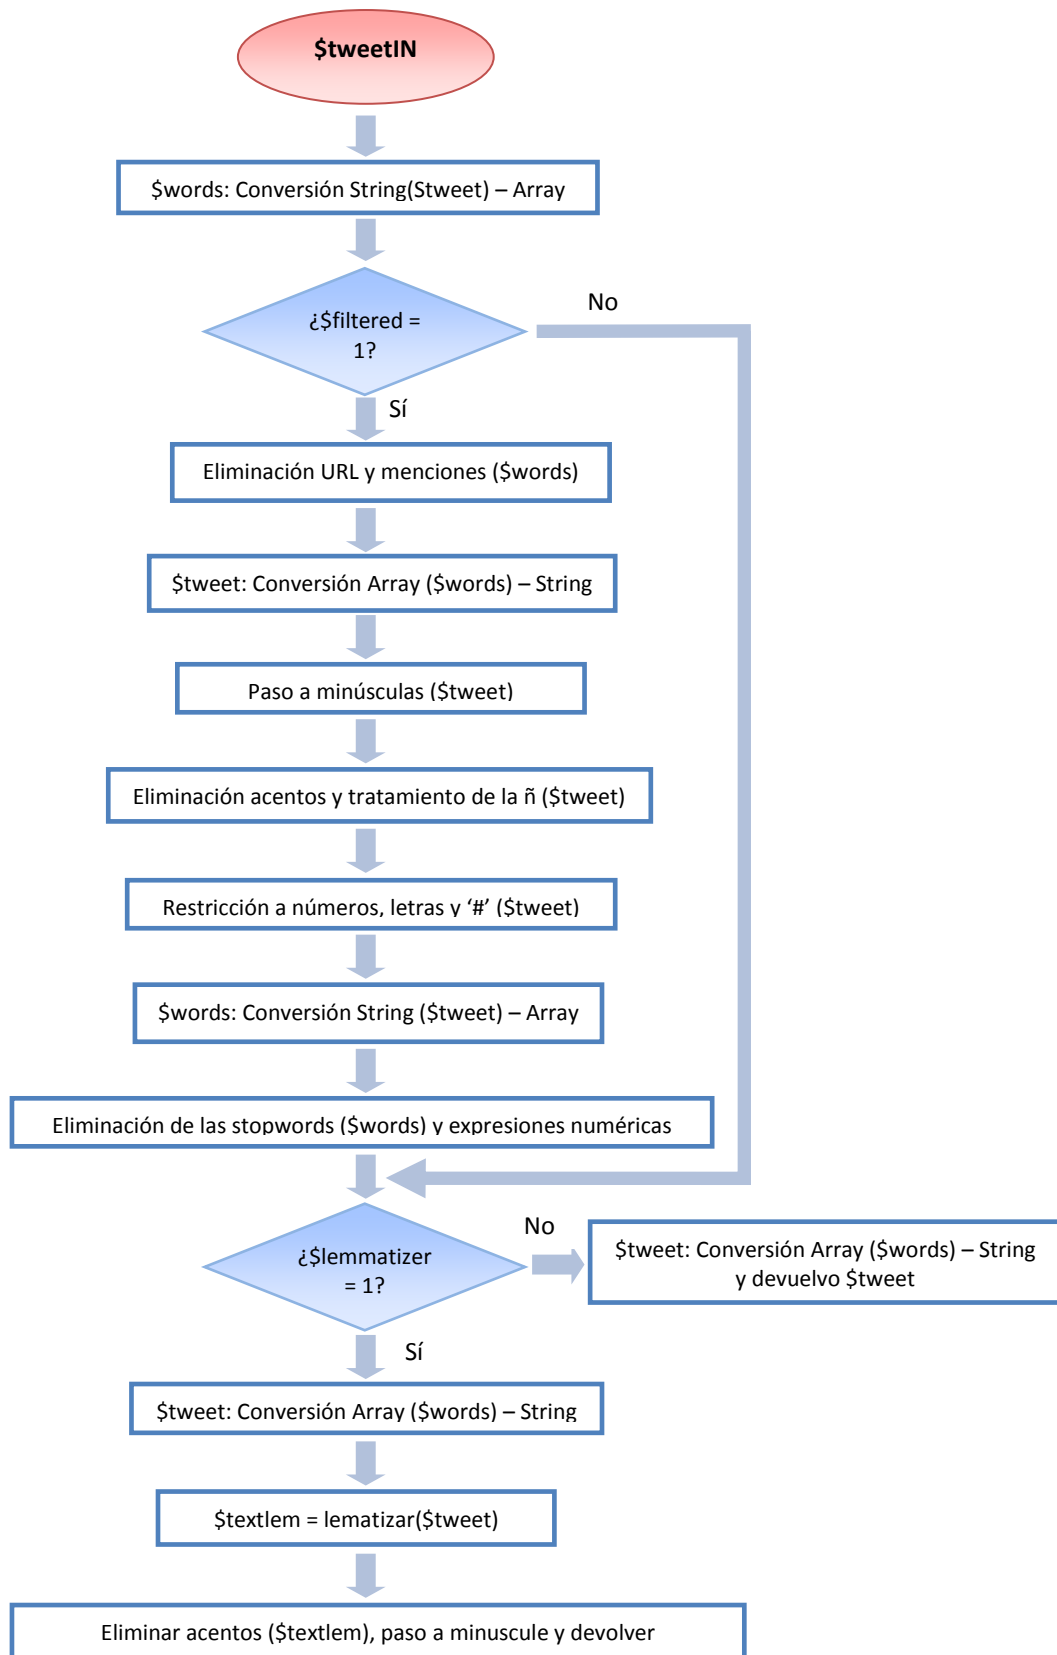 $tweetIN
$words: Conversión String(Stweet) – Array
¿$filtered =
1?
No
Sí
Eliminación URL y menciones ($words)
$tweet: Conversión Array ($words) – String
Paso a minúsculas ($tweet)
Eliminación acentos y tratamiento de la ñ ($tweet)
Restricción a números, letras y ‘#’ ($tweet)
$words: Conversión String ($tweet) – Array
Eliminación de las stopwords ($words) y expresiones numéricas
¿$lemmatizer
= 1?
No
$tweet: Conversión Array ($words) – String
y devuelvo $tweet
Sí
$tweet: Conversión Array ($words) – String
$textlem = lematizar($tweet)
Eliminar acentos ($textlem), paso a minuscule y devolver